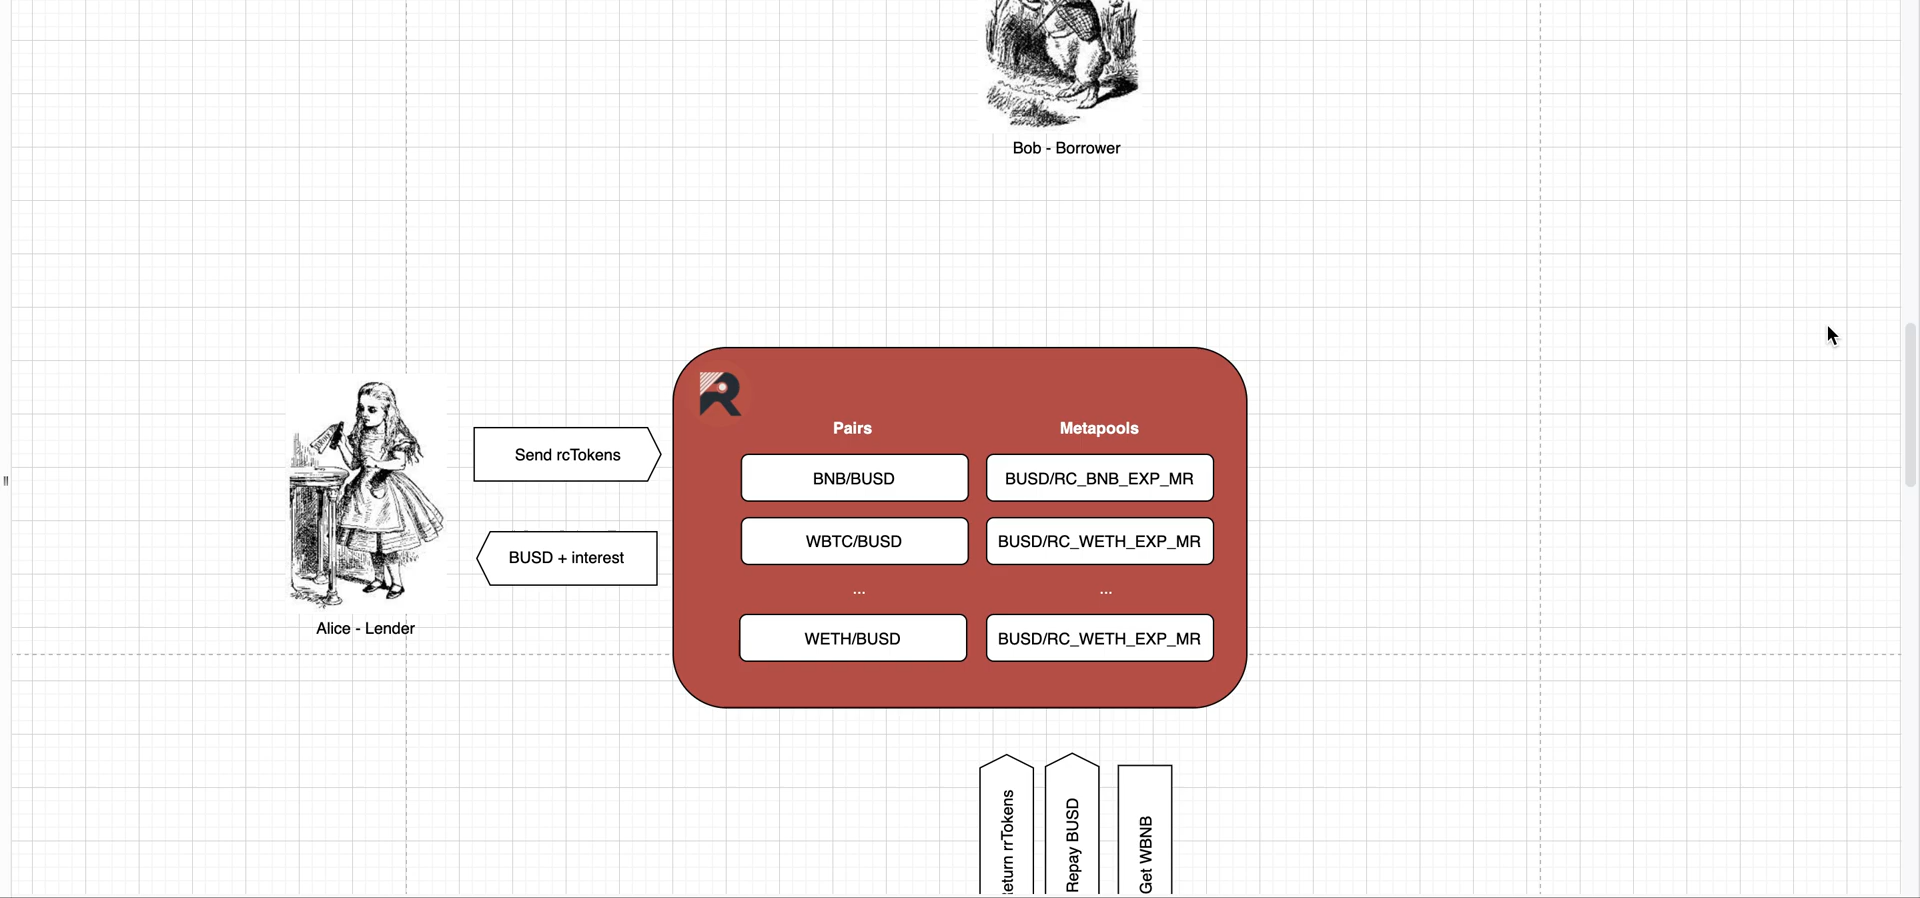 Bob - Borrower
Send rcTokens
BUSD + interest
Alice - Lender
Pairs
Metapools
BNB/BUSD
BUSD/RC_BNB_EXP_MR
WBTC/BUSD
BUSD/RC_WETH_EXP_MR
...
...
WETH/BUSD
BUSD/RC_WETH_EXP_MR
eturn rrTokens
Repay BUSD
Get WBNB